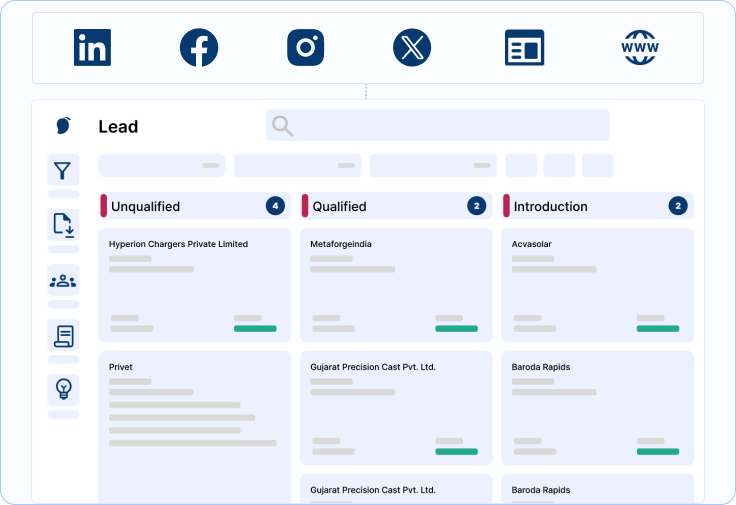 in
f
X
WWW
Lead
Unqualified 4
Qualified 2
Introduction 2
Hyperion Chargers Private Limited
Metaforgeindia
Acvasolar
Privet
Gujarat Precision Cast Pvt. Ltd.
Baroda Rapids
Gujarat Precision Cast Pvt. Ltd.
Baroda Rapids